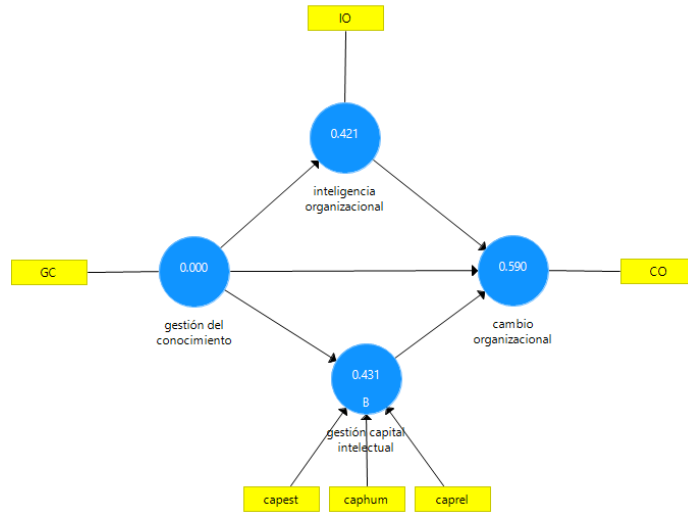 IO
0.421
inteligencia
organizacional
GC
0.000
gestión del
conocimiento
0.590
cambio
organizacional
CO
0.431
B
gestión capital
intelectual
capest
caphum
caprel